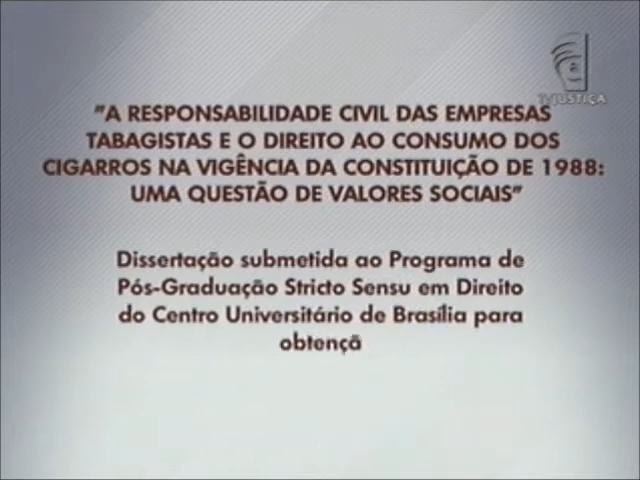 TV JUSTIÇA
"A RESPONSABILIDADE CIVIL DAS EMPRESAS
TABAGISTAS E O DIREITO AO CONSUMO DOS
CIGARROS NA VIGÊNCIA DA CONSTITUIÇÃO DE 1988:
UMA QUESTÃO DE VALORES SOCIAIS"
Dissertação submetida ao Programa de
Pós-Graduação Stricto Sensu em Direito
do Centro Universitário de Brasília para
obtençã